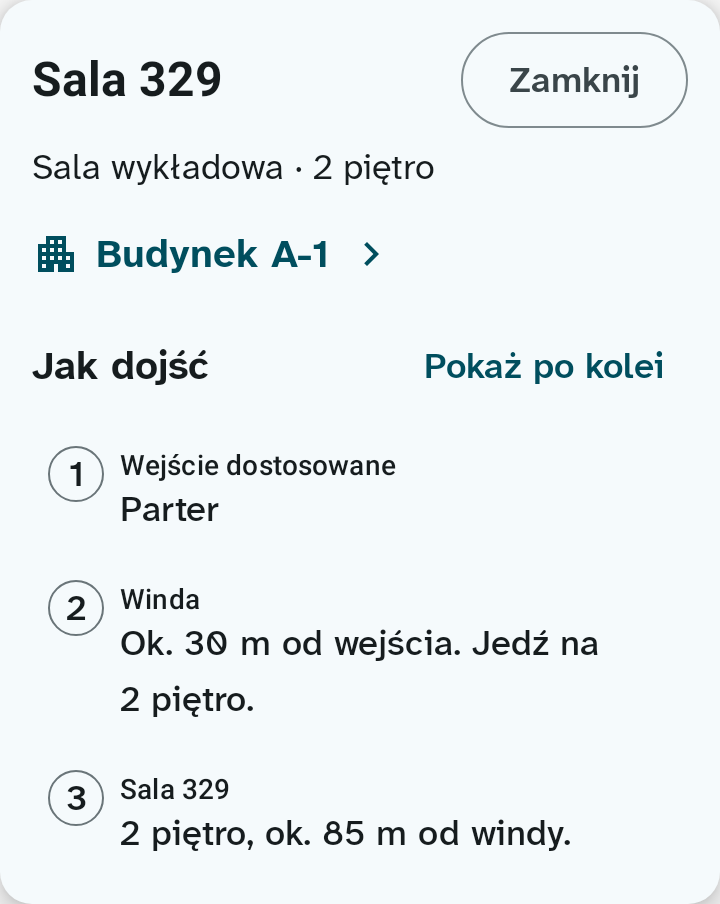 Sala 329
Zamknij
Sala wykładowa · 2 piętro
Budynek A-1
Jak dojść
Pokaż po kolei
1
Wejście dostosowane
Parter
2
Winda
Ok. 30 m od wejścia. Jedź na
2 piętro.
3
Sala 329
2 piętro, ok. 85 m od windy.